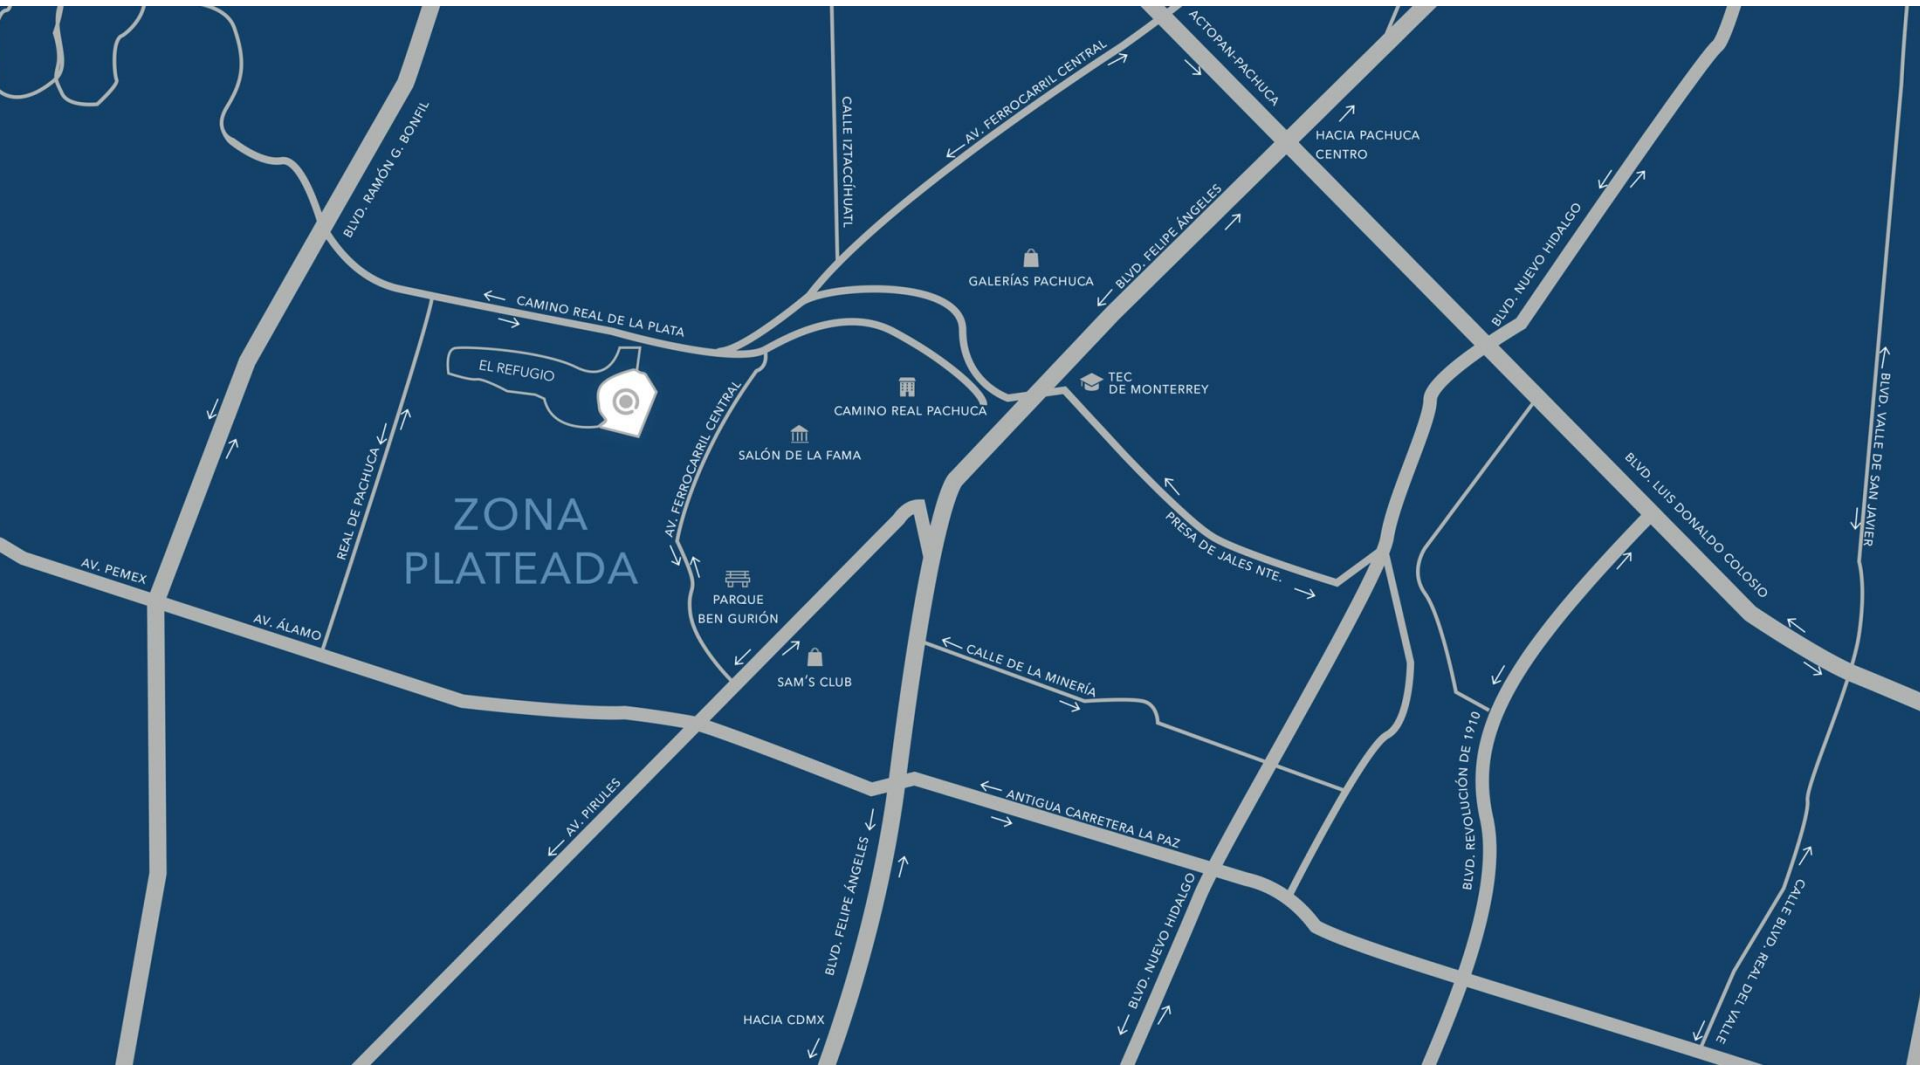 ACTOPAN-PACHUCA
AV. FERROCARRIL CENTRAL
CALLE IZTACCÍHUATL
BLVD. RAMÓN G. BONFIL
HACIA PACHUCA
CENTRO
BLVD. FELIPE ÁNGELES
BLVD. NUEVO HIDALGO
GALERÍAS PACHUCA
CAMINO REAL DE LA PLATA
EL REFUGIO
TEC
DE MONTERREY
CAMINO REAL PACHUCA
SALÓN DE LA FAMA
AV. FERROCARRIL CENTRAL
REAL DE PACHUCA
BLVD. VALLE DE SAN JAVIER
BLVD. LUIS DONALDO COLOSIO
ZONA
PLATEADA
PRESA DE JALES NTE.
AV. PEMEX
AV. ÁLAMO
PARQUE
BEN GURIÓN
SAM'S CLUB
CALLE DE LA MINERÍA
BLVD. REVOLUCIÓN DE 1910
AV. PIRULES
ANTIGUA CARRETERA LA PAZ
BLVD. FELIPE ÁNGELES
BLVD. NUEVO HIDALGO
CALLE BLVD. REAL DEL VALLE
HACIA CDMX